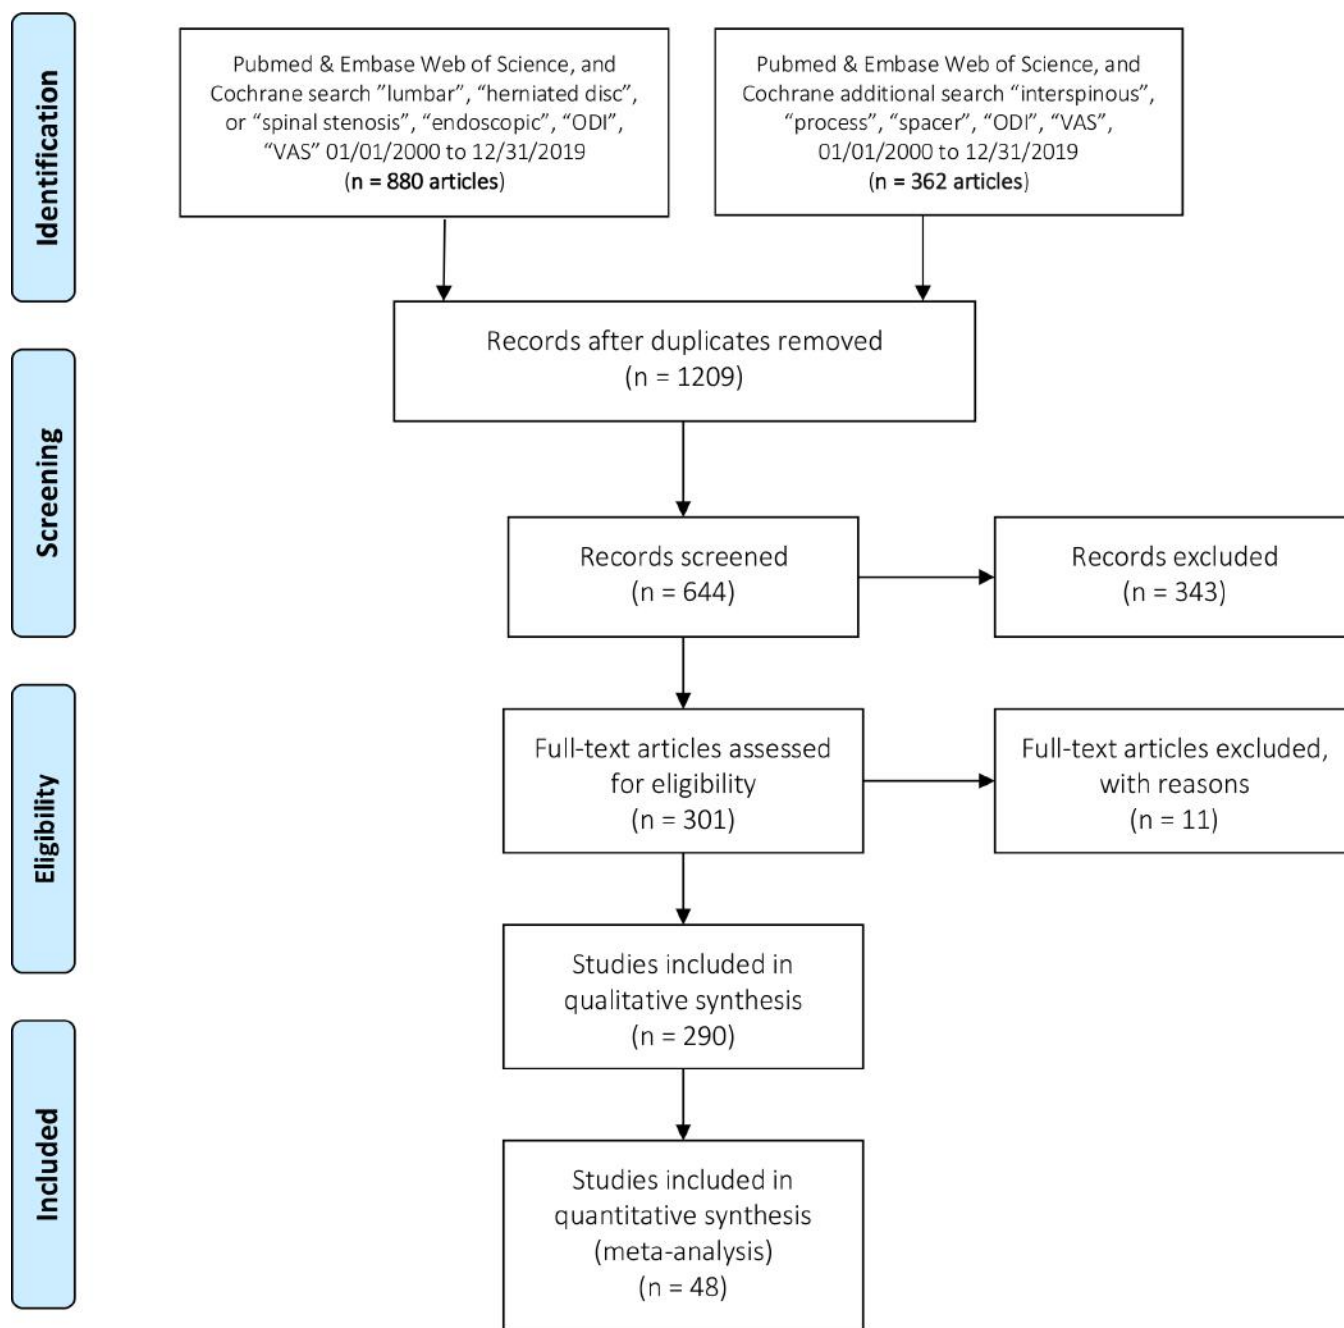 Identification
Pubmed & Embase Web of Science, and
Cochrane search ”lumbar”, “herniated disc”,
or “spinal stenosis”, “endoscopic”, “ODI”,
“VAS” 01/01/2000 to 12/31/2019
(n = 880 articles)
Pubmed & Embase Web of Science, and
Cochrane additional search “interspinous”,
“process”, “spacer”, “ODI”, “VAS”,
01/01/2000 to 12/31/2019
(n = 362 articles)
Records after duplicates removed
(n = 1209)
Screening
Records screened
(n = 644)
Records excluded
(n = 343)
Eligibility
Full-text articles assessed
for eligibility
(n = 301)
Full-text articles excluded,
with reasons
(n = 11)
Studies included in
qualitative synthesis
(n = 290)
Included
Studies included in
quantitative synthesis
(meta-analysis)
(n = 48)